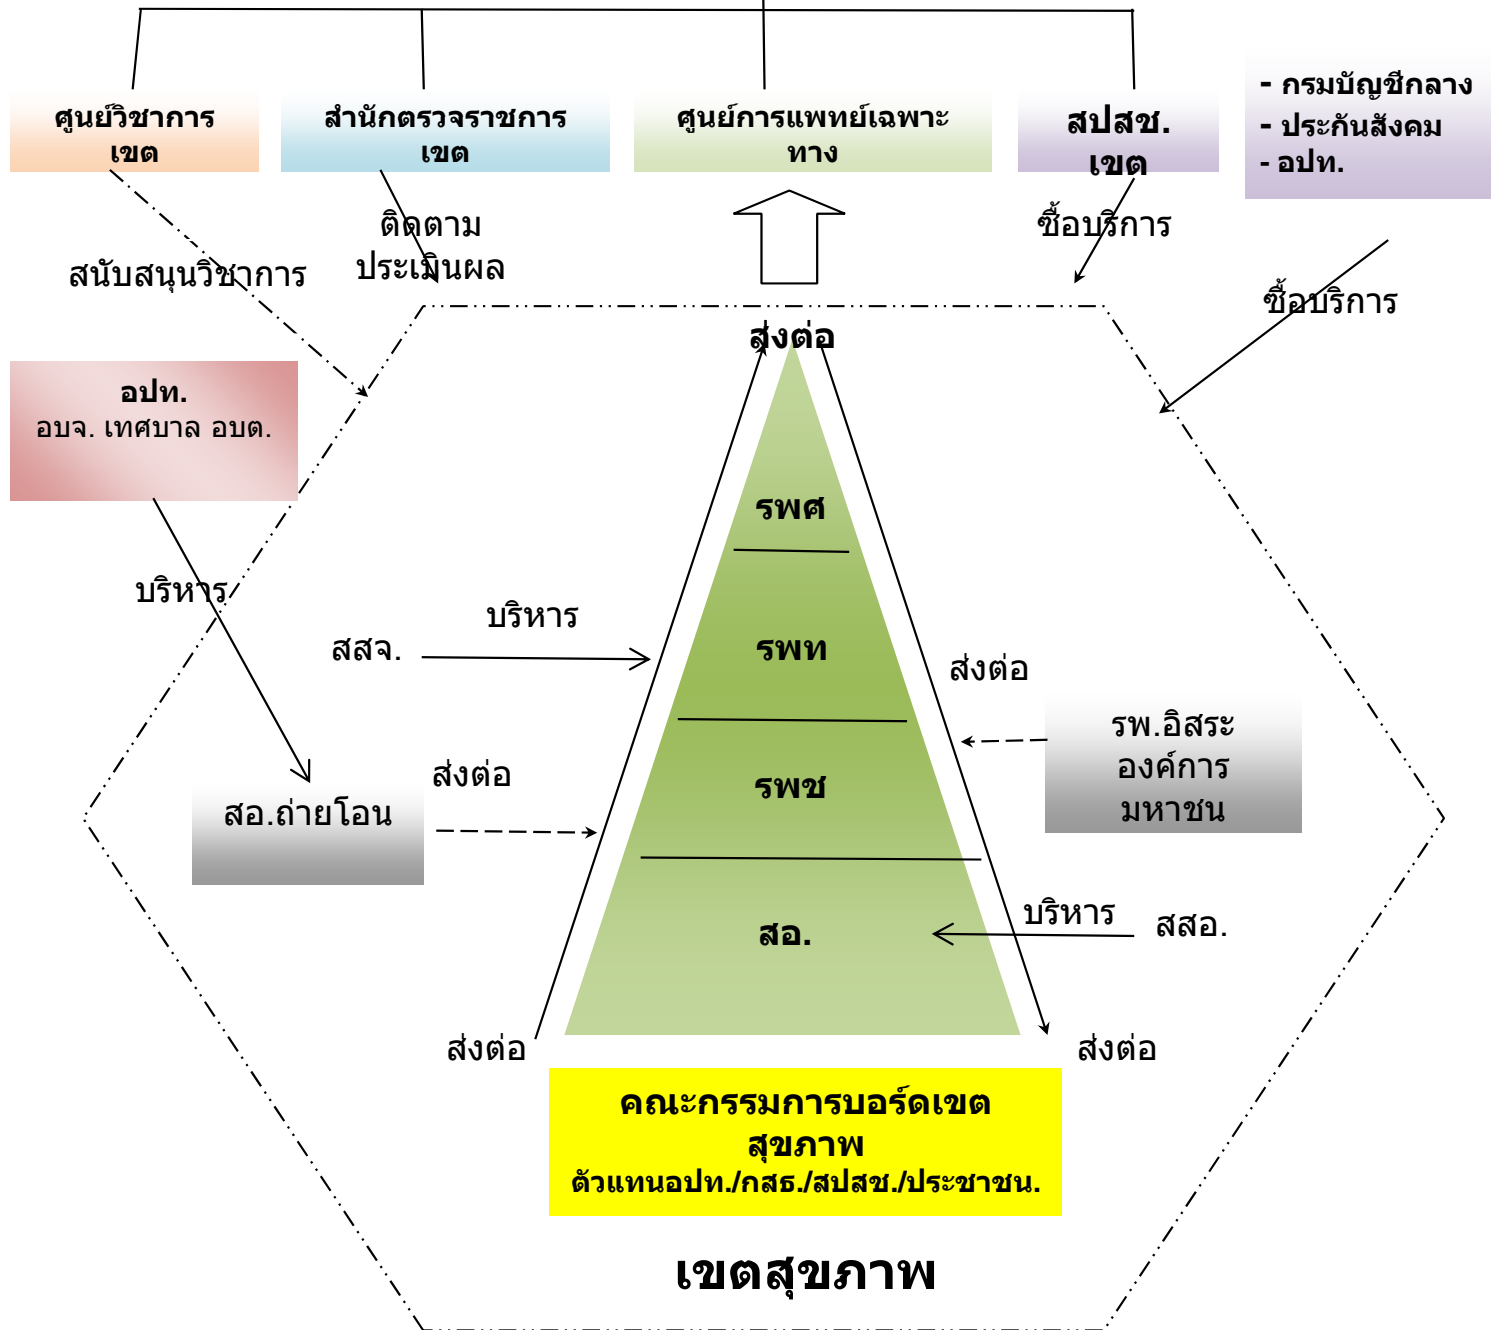 ศูนย์วิชาการ
เขต
สำนักตรวจราชการ
เขต
ศูนย์การแพทย์เฉพาะ
ทาง
สปสช.
เขต
- กรมบัญชีกลาง
- ประกันสังคม
- อปท.
สนับสนุนวิชาการ
ติดตาม
ประเมินผล
ซื้อบริการ
ซื้อบริการ
ส่งต่อ
อปท.
อบจ. เทศบาล อบต.
รพศ
บริหาร
สสจ.
บริหาร
รพท
ส่งต่อ
รพ.อิสระ
องค์การ
มหาชน
ส่งต่อ
รพช
สอ.ถ่ายโอน
สอ.
บริหาร
สสอ.
ส่งต่อ
ส่งต่อ
คณะกรรมการบอร์ดเขต
สุขภาพ
ตัวแทนอปท./กสธ./สปสช./ประชาชน.
เขตสุขภาพ